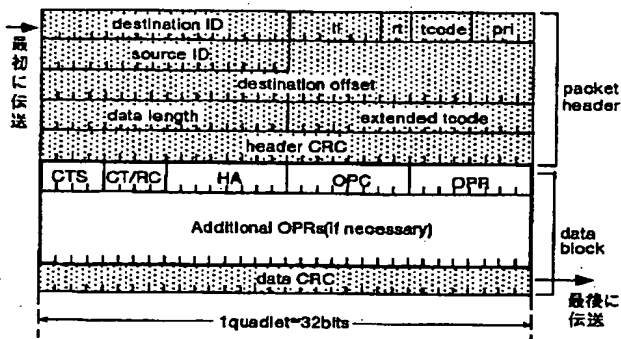 destination ID tl rt tcode pri
最初に伝送
source ID
destination offset
packet header
data length extended tcode
header CRC
CTS CT/RC HA OPC OPR
Additional OPRs(if necessary)
data block
data CRC
最後に伝送
1quadlet=32bits